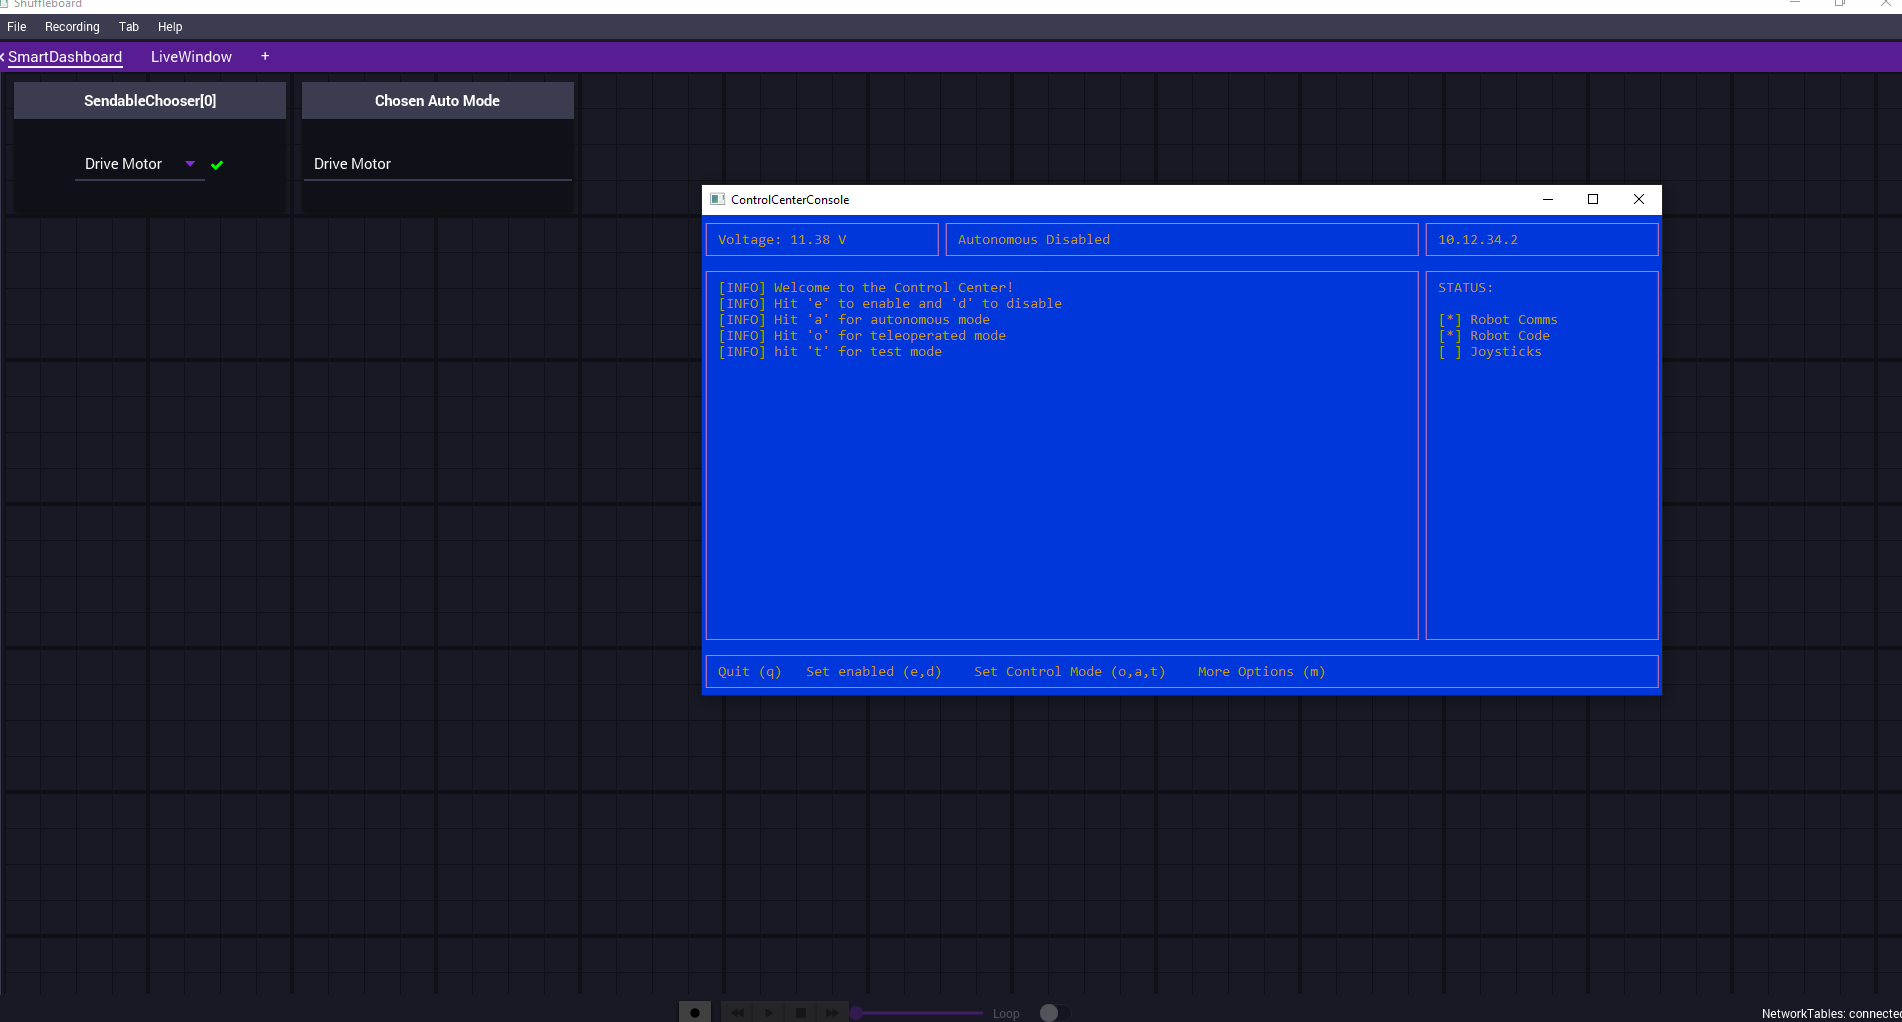 Shuffleboard
File Recording Tab Help
SmartDashboard LiveWindow +
SendableChooser[0]
Chosen Auto Mode
Drive Motor
Drive Motor
ControlCenterConsole
Voltage: 11.38 V
Autonomous Disabled
10.12.34.2
[INFO] Welcome to the Control Center!
[INFO] Hit 'e' to enable and 'd' to disable
[INFO] Hit 'a' for autonomous mode
[INFO] Hit 'o' for teleoperated mode
[INFO] hit 't' for test mode
STATUS:
[*] Robot Comms
[*] Robot Code
[ ] Joysticks
Quit (q) Set enabled (e,d) Set Control Mode (o,a,t) More Options (m)
Loop
NetworkTables: connecte